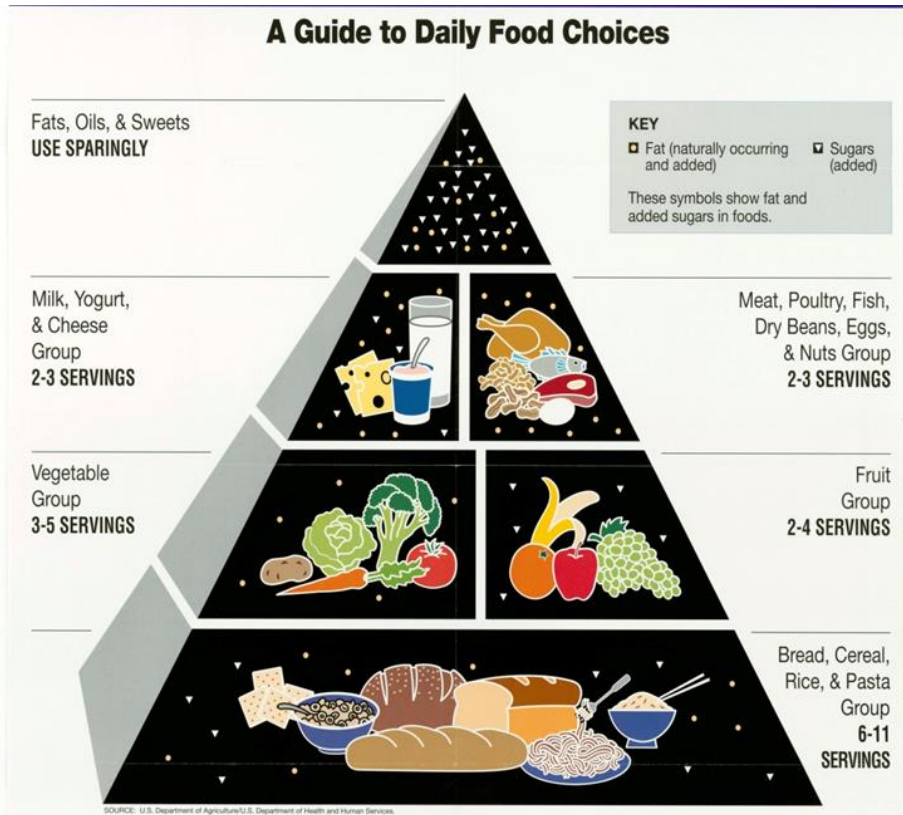 A Guide to Daily Food Choices
Fats, Oils, & Sweets
USE SPARINGLY
KEY
Fat (naturally occurring
and added)
Sugars
(added)
These symbols show fat and
added sugars in foods.
Milk, Yogurt,
& Cheese
Group
2-3 SERVINGS
Meat, Poultry, Fish,
Dry Beans, Eggs,
& Nuts Group
2-3 SERVINGS
Vegetable
Group
3-5 SERVINGS
Fruit
Group
2-4 SERVINGS
Bread, Cereal,
Rice, & Pasta
Group
6-11
SERVINGS
SOURCE: U.S. Department of Agriculture/U.S. Department of Health and Human Services.